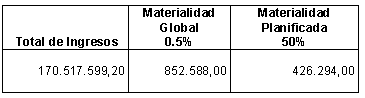 Total de Ingresos
Materialidad
Global
0.5%
Materialidad
Planificada
50%
170.517.599,20
852.588,00
426.294,00